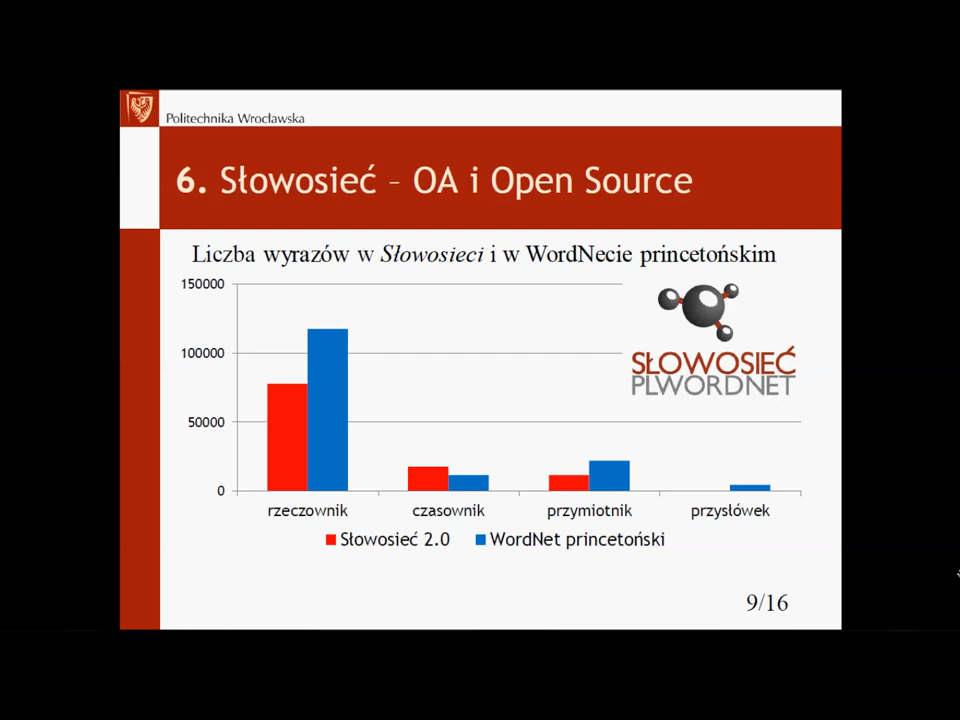 Politechnika Wrocławska
6. Słowosieć – OA i Open Source
Liczba wyrazów w Słowosieci i w WordNecie princetońskim
150000
100000
50000
0
SŁOWOSIEĆ
PLWORDNET
rzeczownik czasownik przymiotnik przysłówek
Słowosieć 2.0 WordNet princetoński
9/16